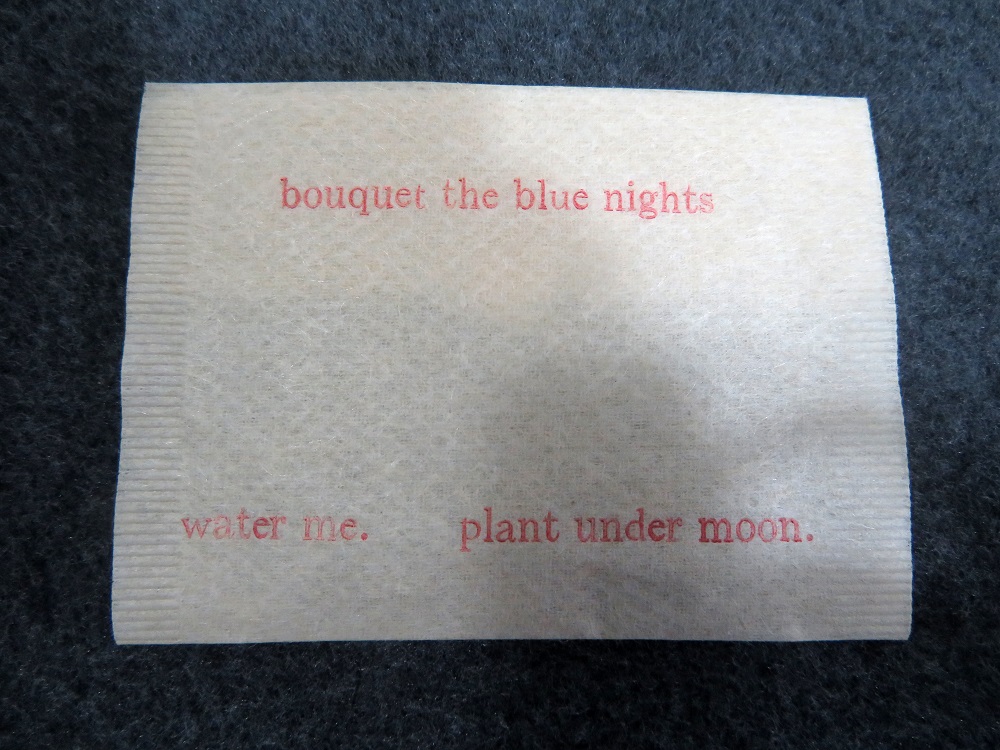 bouquet the blue nights
water me. plant under moon.